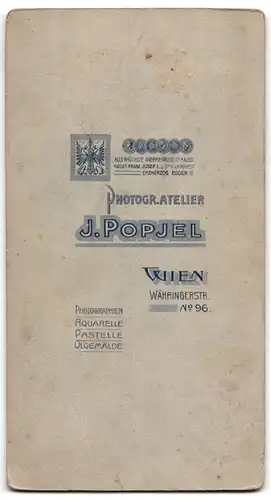 PHOTOGR. ATELIER
J. POPJEL
WIEN
WÄHRINGERSTR.
No 96.
PHOTOGRAPHIEN
AQUARELLE
PASTELLE
ÖLGEMÄLDE